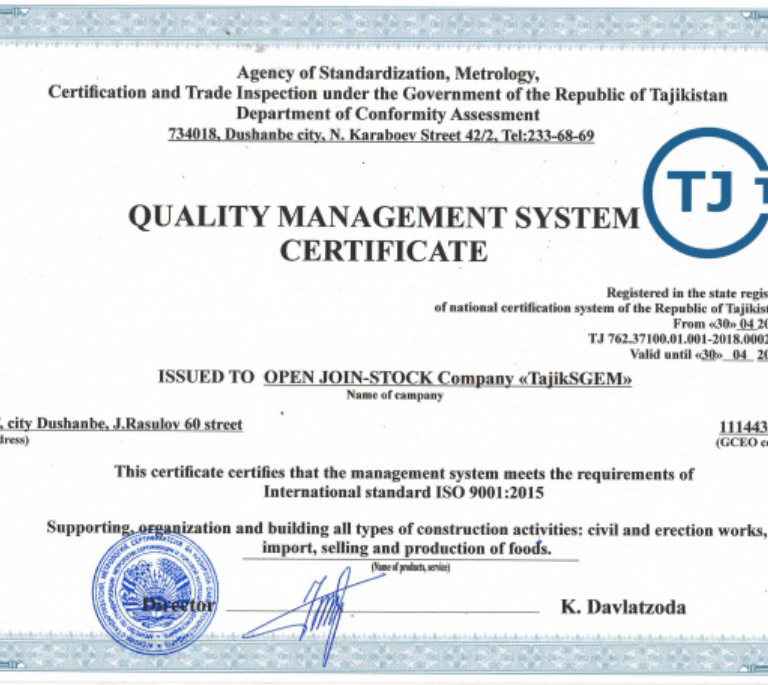 Agency of Standardization, Metrology,
Certification and Trade Inspection under the Government of the Republic of Tajikistan
Department of Conformity Assessment
734018, Dushanbe city, N. Karaboev Street 42/2, Tel:233-68-69
TJ
QUALITY MANAGEMENT SYSTEM
CERTIFICATE
Registered in the state regis
of national certification system of the Republic of Tajikist
From «30» 04 20
TJ 762.37100.01.001-2018.0002
Valid until «30» 04 20
ISSUED TO OPEN JOIN-STOCK Company «TajikSGEM»
Name of company
, city Dushanbe, J.Rasulov 60 street
111443
dress)
(GCEO c
This certificate certifies that the management system meets the requirements of
International standard ISO 9001:2015
Supporting, organization and building all types of construction activities: civil and erection works,
import, selling and production of foods.
(Name of products, service)
Director
K. Davlatzoda